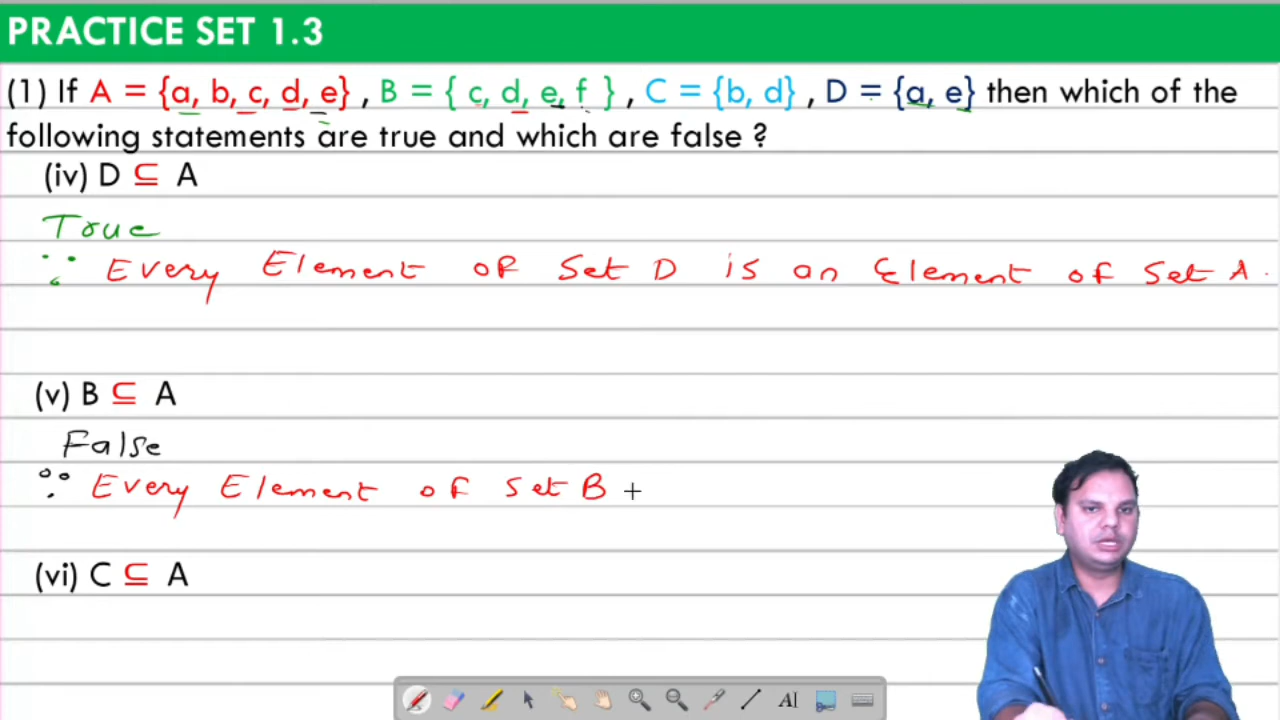 PRACTICE SET 1.3
(1) If A = {a, b, c, d, e} , B = { c, d, e, f } , C = {b, d} , D = {a, e} then which of the
following statements are true and which are false ?
(iv) D ⊆ A
True
∵ Every Element of Set D is an Element of Set A.
(v) B ⊆ A
False
∵ Every Element of Set B
(vi) C ⊆ A
AI